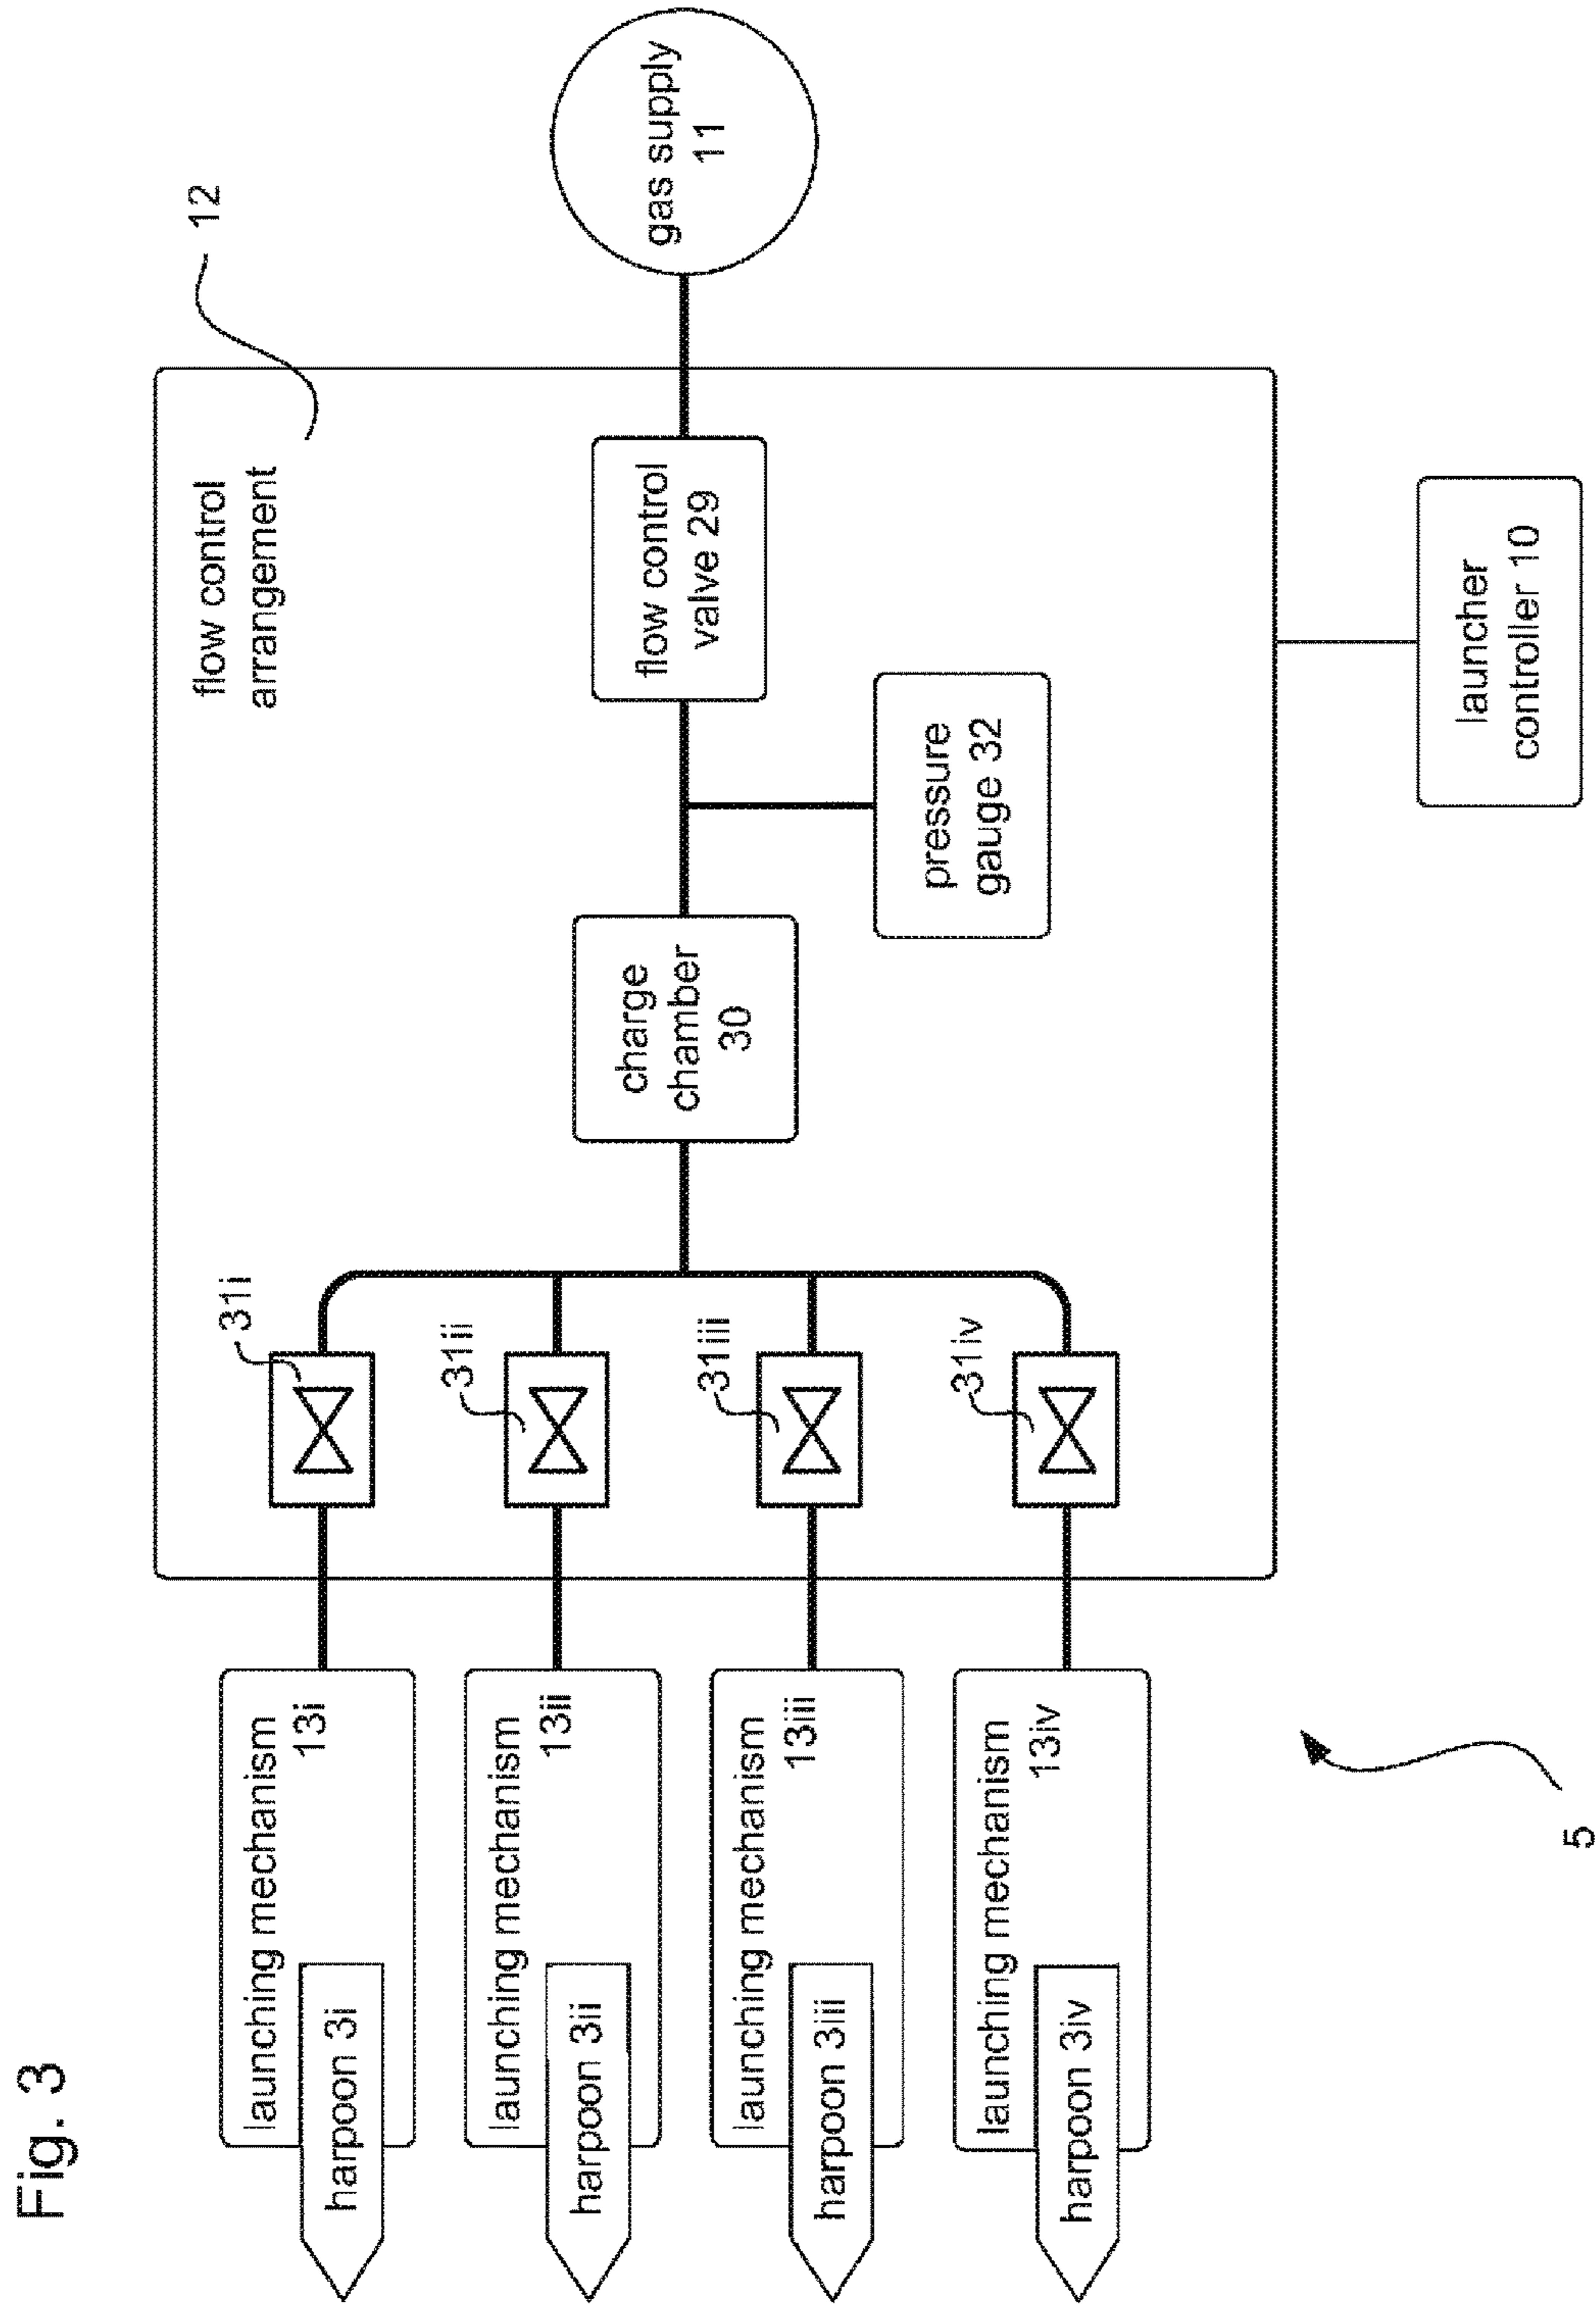 Fig. 3
launching mechanism
13i
harpoon 3i
launching mechanism
13ii
harpoon 3ii
launching mechanism
13iii
harpoon 3iii
launching mechanism
13iv
harpoon 3iv
31i
31ii
31iii
31iv
flow control
arrangement
12
charge
chamber
30
flow control
valve 29
pressure
gauge 32
gas supply
11
launcher
controller 10
5